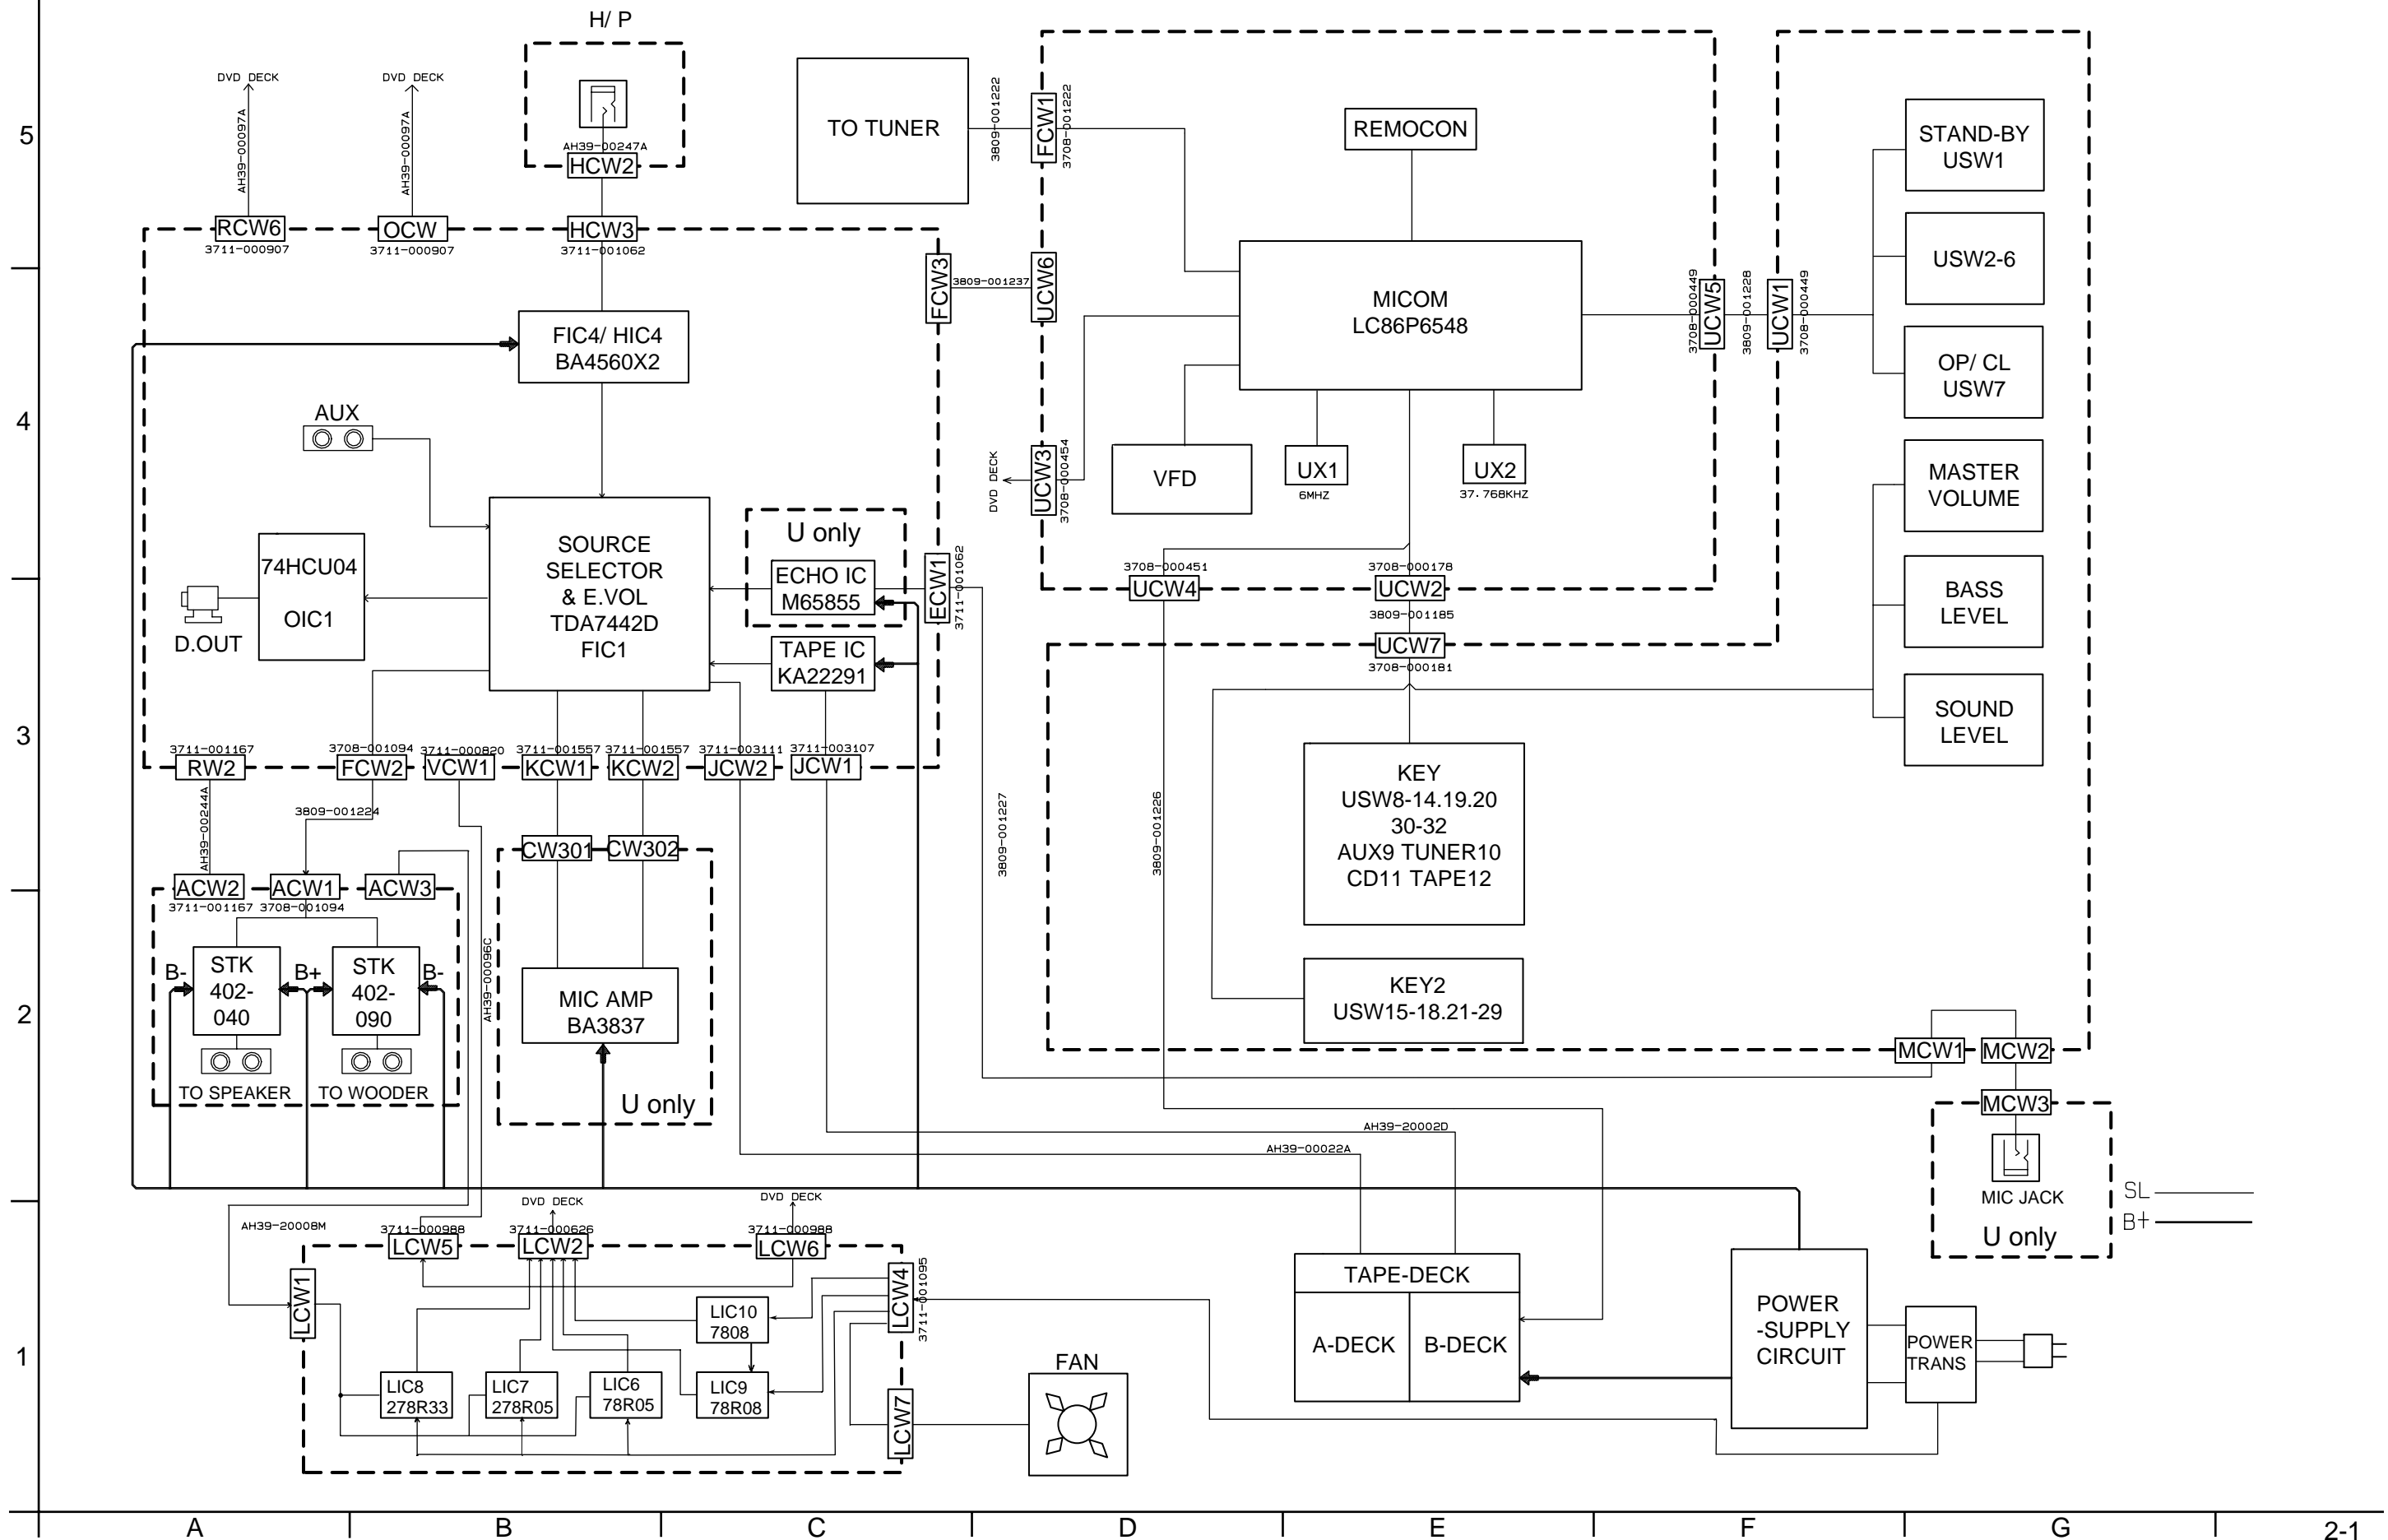 H/ P
DVD DECK
DVD DECK
AH39-00097A
AH39-00097A
AH39-00247A
HCW2
RCW6
OCW
HCW3
3711-000907
3711-000907
3711-001062
TO TUNER
3809-001222
FCW1
3708-001222
REMOCON
STAND-BY
USW1
USW2-6
OP/ CL
USW7
MASTER
VOLUME
BASS
LEVEL
SOUND
LEVEL
FCW3
3809-001237
UCW6
MICOM
LC86P6548
3708-000449
UCW5
3809-001228
UCW1
3708-000449
FIC4/ HIC4
BA4560X2
AUX
DVD DECK
UCW3
3708-000454
VFD
UX1
6MHZ
UX2
37.768KHZ
SOURCE
SELECTOR
& E.VOL
TDA7442D
FIC1
74HCU04
OIC1
D.OUT
U only
ECHO IC
M65855
TAPE IC
KA22291
ECW1
3711-001062
3708-000451
UCW4
3708-000178
UCW2
3809-001185
UCW7
3708-000181
3711-001167
3708-001094
3711-000820
3711-001557
3711-001557
3711-003111
3711-003107
RW2
FCW2
VCW1
KCW1
KCW2
JCW2
JCW1
AH39-00244A
3809-001224
3809-001227
3809-001226
KEY
USW8-14.19.20
30-32
AUX9 TUNER10
CD11 TAPE12
CW301
CW302
ACW2
ACW1
ACW3
3711-001167
3708-001094
AH39-00096C
B-
STK
402-
040
B+
STK
402-
090
B-
TO SPEAKER
TO WOODER
MIC AMP
BA3837
U only
KEY2
USW15-18.21-29
MCW1
MCW2
MCW3
MIC JACK
U only
SL
B+
AH39-20002D
AH39-00022A
AH39-20008M
DVD DECK
DVD DECK
3711-000988
3711-000626
3711-000988
LCW5
LCW2
LCW6
LCW1
LCW4
3711-001095
LIC10
7808
LIC8
278R33
LIC7
278R05
LIC6
78R05
LIC9
78R08
LCW7
FAN
TAPE-DECK
A-DECK
B-DECK
POWER
-SUPPLY
CIRCUIT
POWER
TRANS
5
4
3
2
1
A
B
C
D
E
F
G
2-1